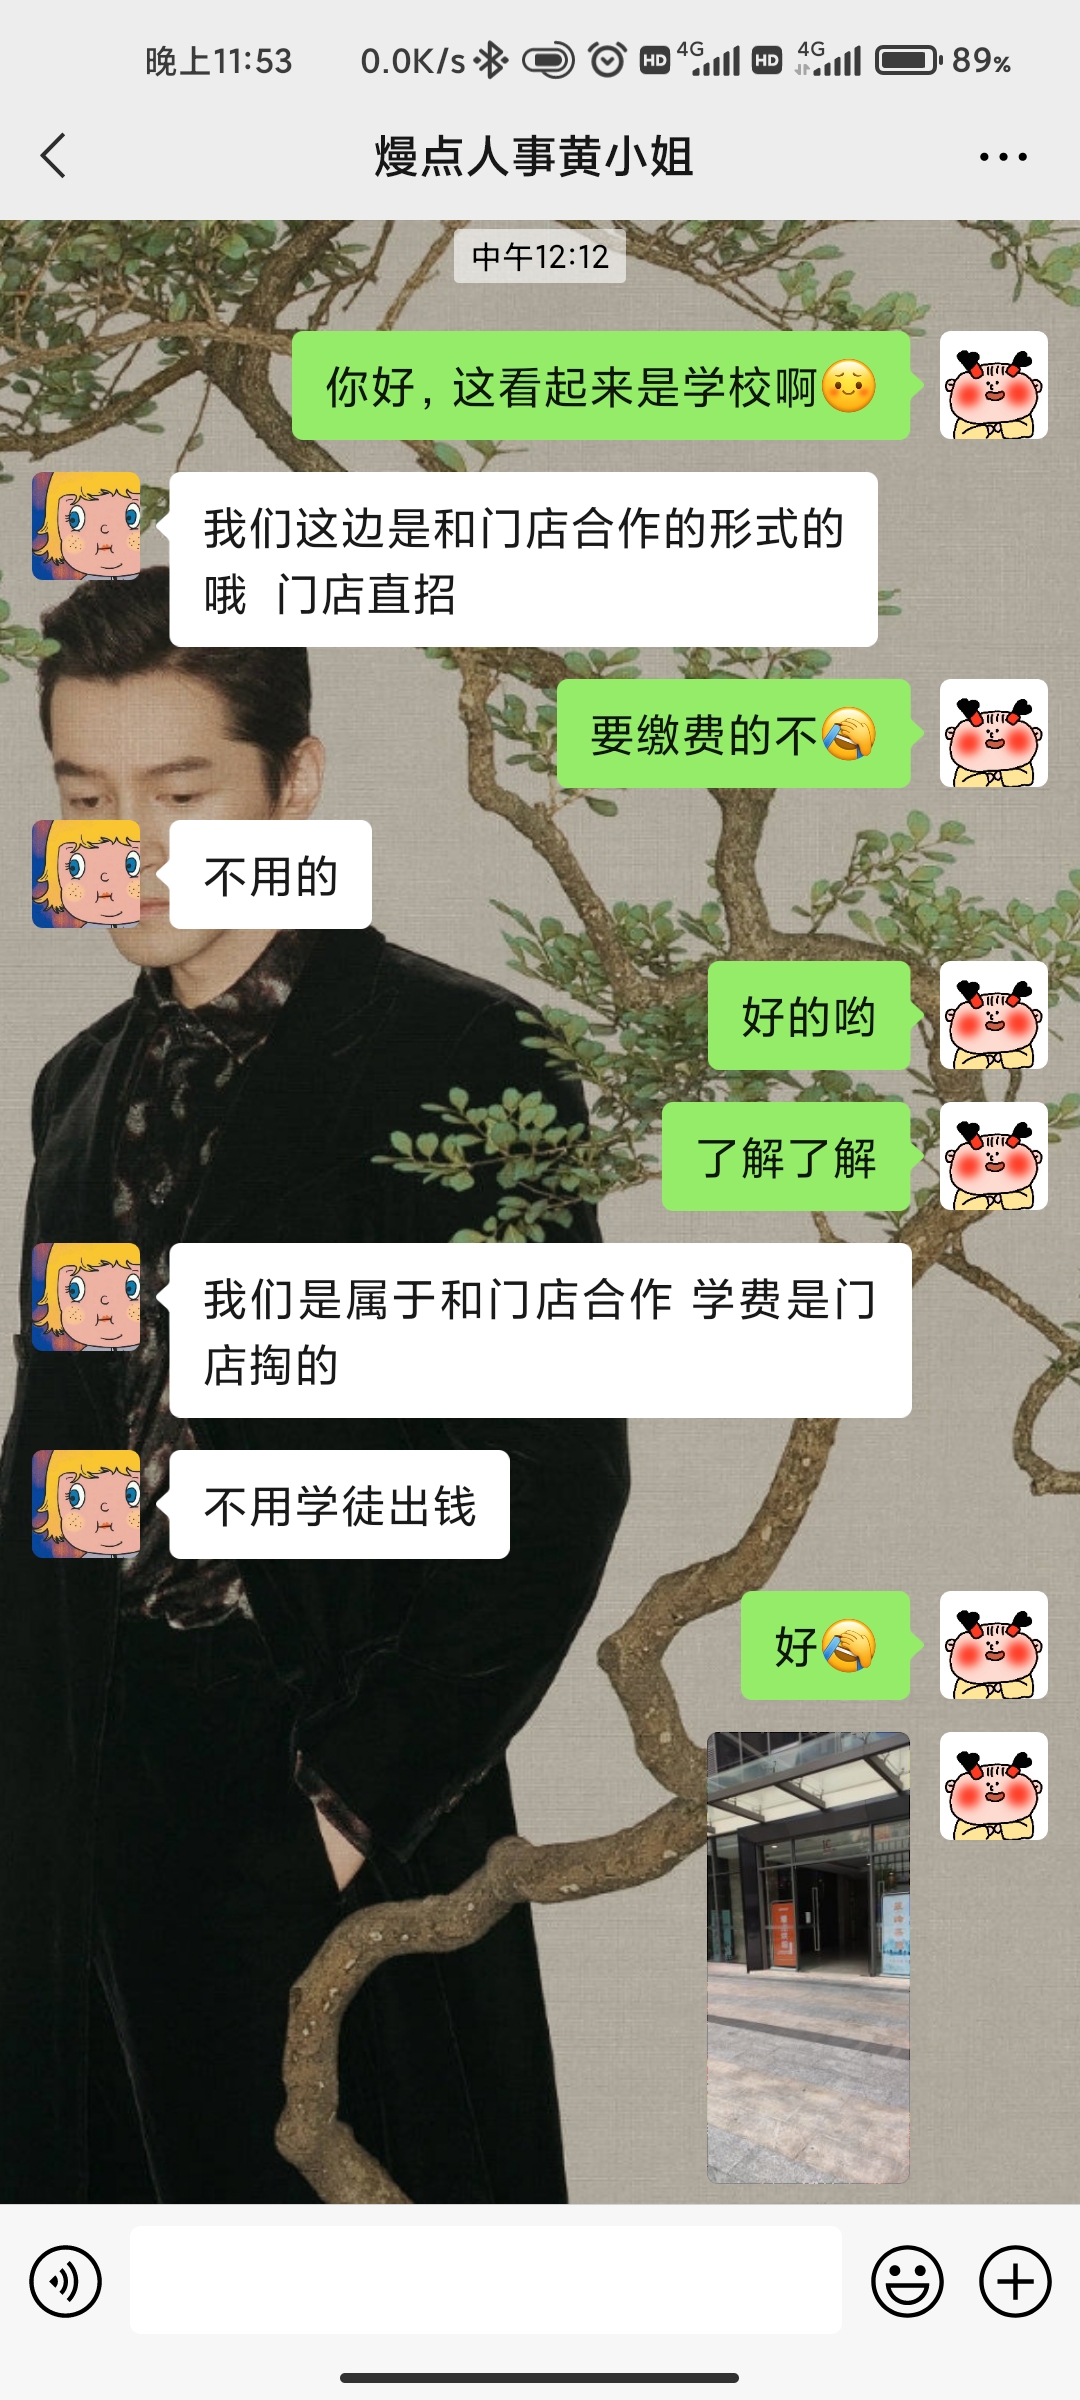 晚上11:53 0.0K/s HD 4G HD 4G 89%
熳点人事黄小姐
中午12:12
你好，这看起来是学校啊
我们这边是和门店合作的形式的
哦 门店直招
要缴费的不
不用的
好的哟
了解了解
我们是属于和门店合作 学费是门
店掏的
不用学徒出钱
好